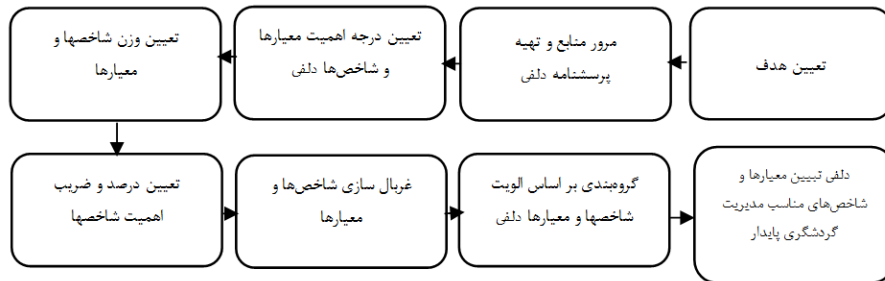 تعیین هدف
مرور منابع و تهیه
پرسشنامه دلفی
تعیین درجه اهمیت معیارها
و شاخص‌ها دلفی
تعیین وزن شاخصها و
معیارها
تعیین درصد و ضریب
اهمیت شاخصها
غربال سازی شاخص‌ها و
معیارها
گروه‌بندی بر اساس الویت
شاخصها و معیارها دلفی
دلفی تبیین معیارها و
شاخص‌های مناسب مدیریت
گردشگری پایدار